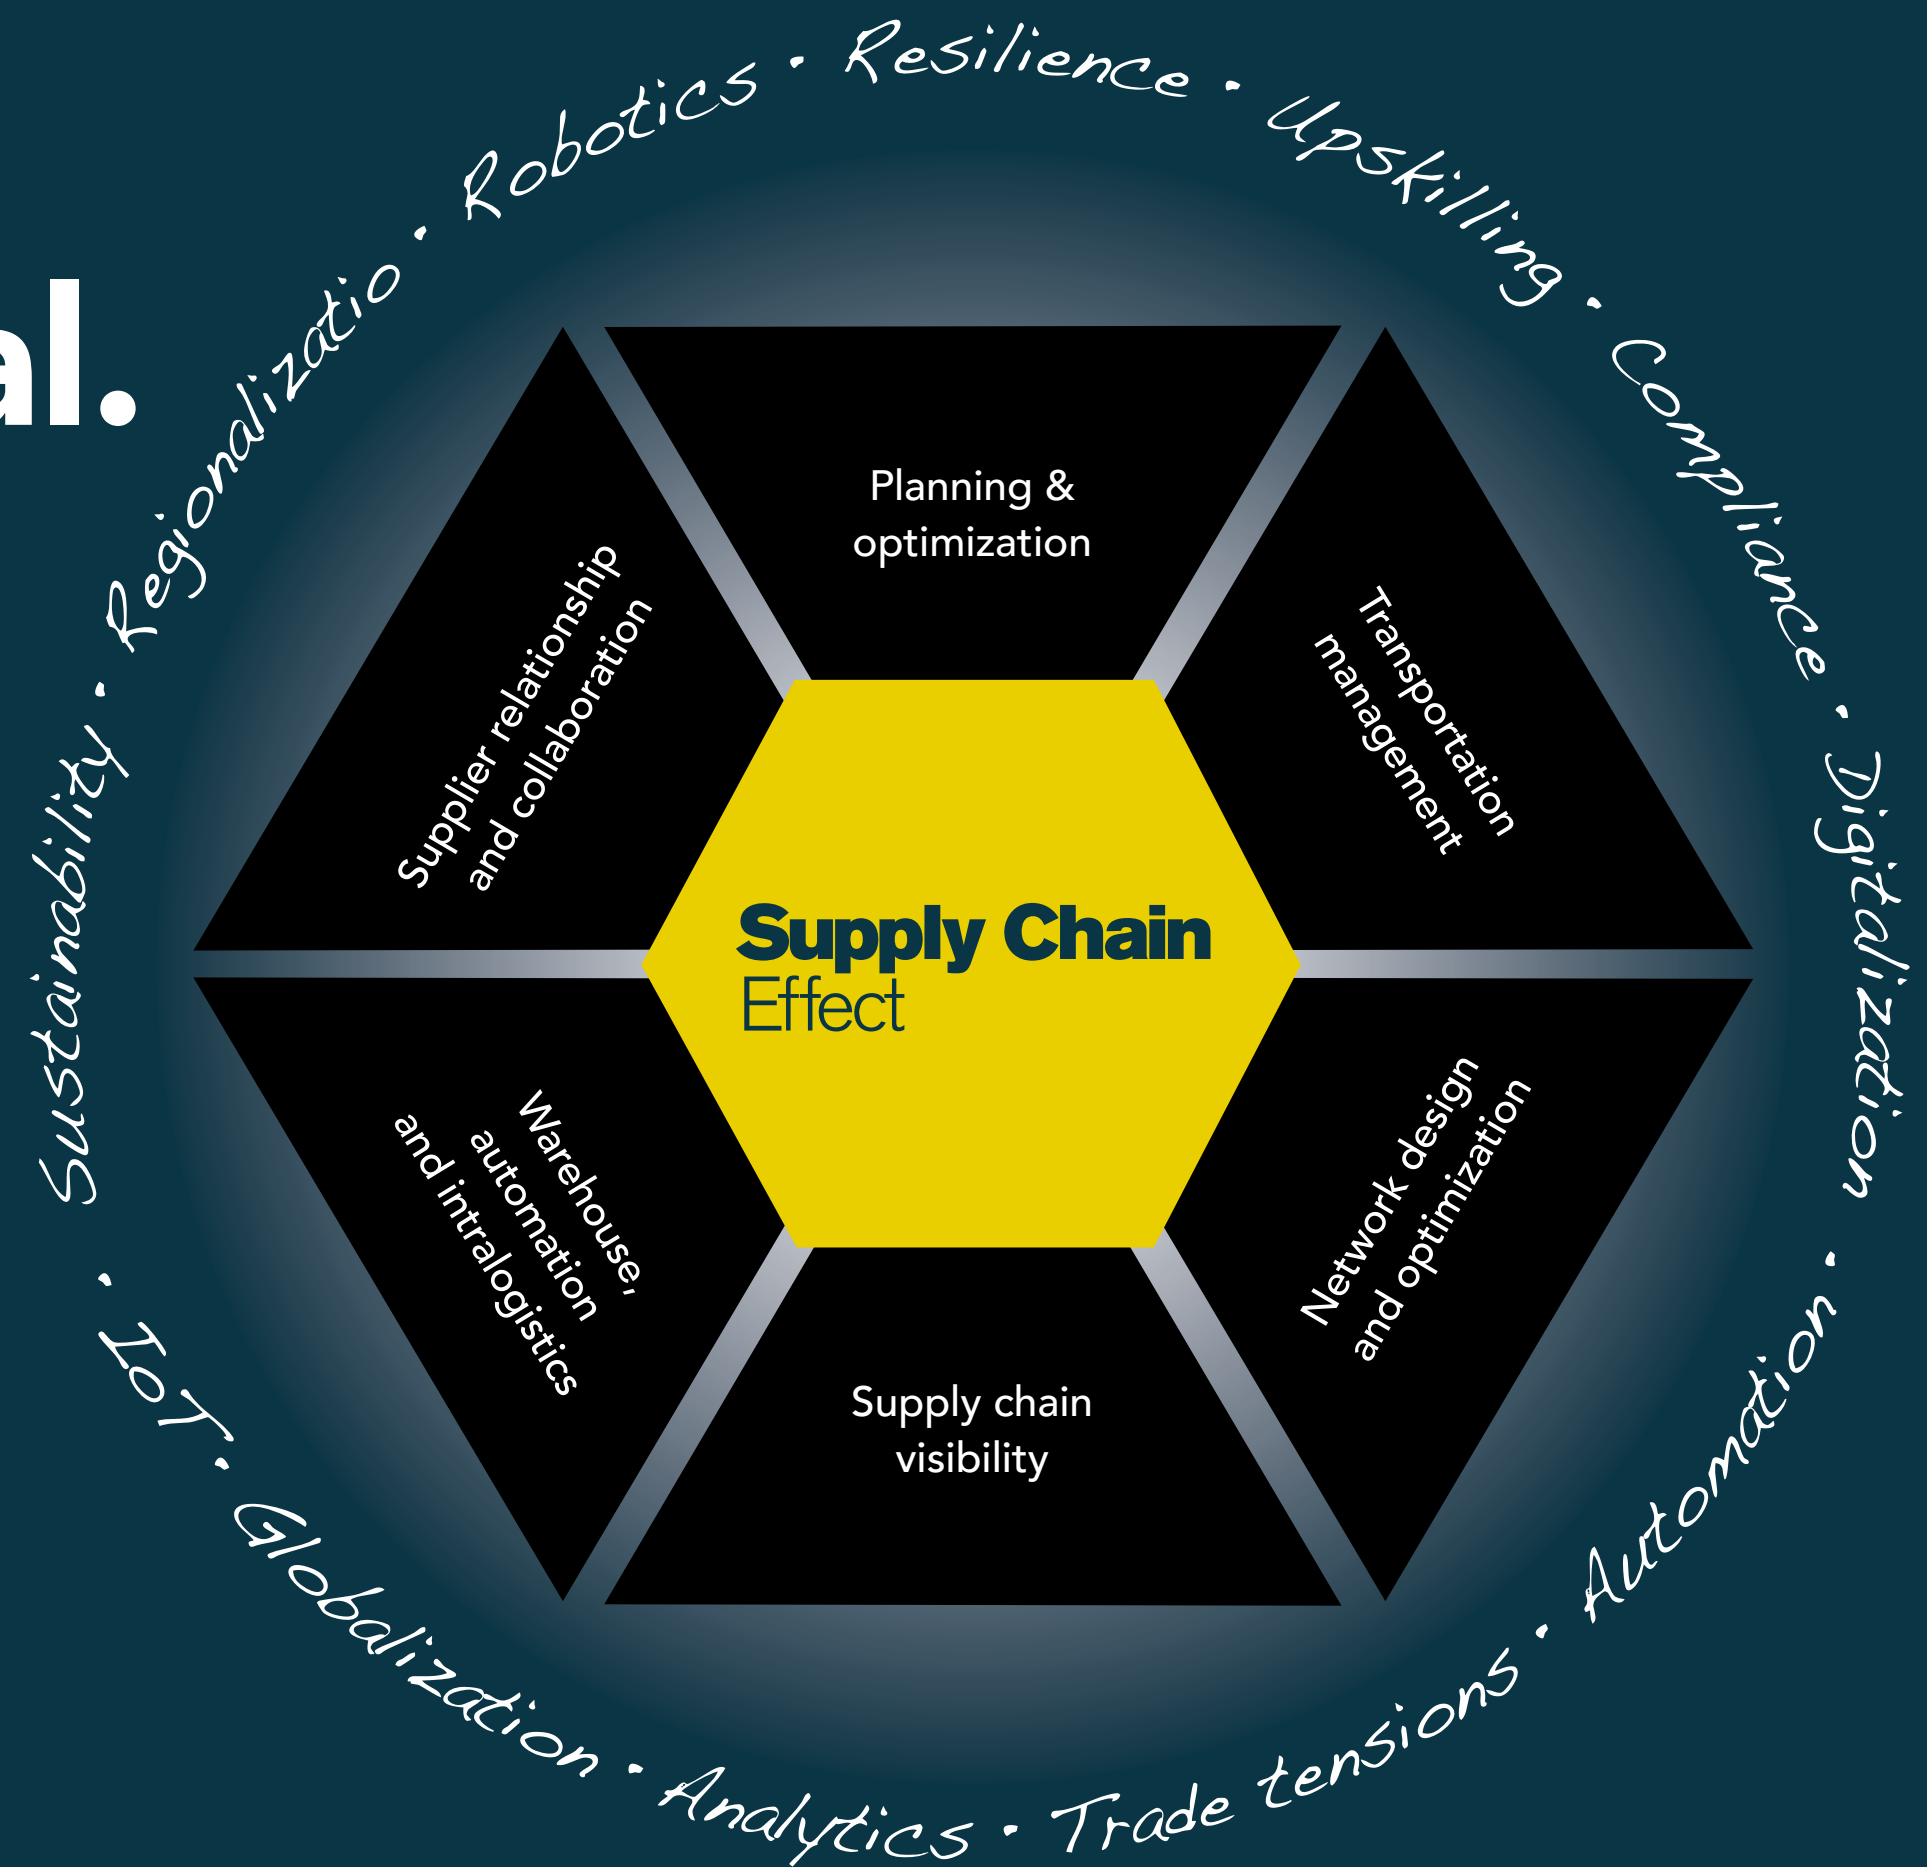 al.
Robotics · Resilience · Upskilling · Compliance · Digitalization
Automation ·
Trade tensions ·
Analytics ·
Globalization ·
· IoT ·
Sustainability ·
Regionalizatio ·
Planning &
optimization
Transportation
management
Network design
and optimization
Supply chain
visibility
Warehouse,
automation
and intralogistics
Supplier relationship
and collaboration
Supply Chain
Effect